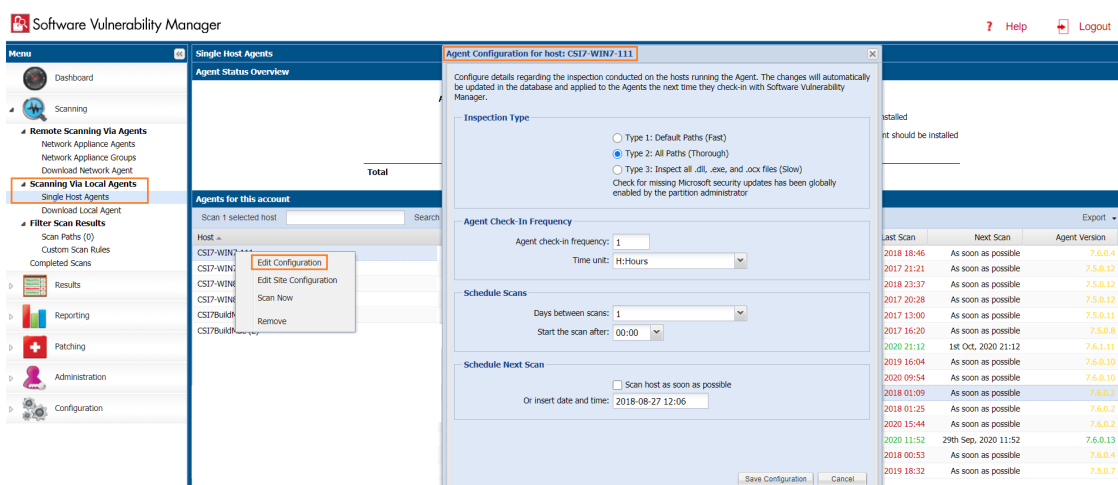 Software Vulnerability Manager
? Help
Logout
Menu
Dashboard
Scanning
Remote Scanning Via Agents
Network Appliance Agents
Network Appliance Groups
Download Network Agent
Scanning Via Local Agents
Single Host Agents
Download Local Agent
Filter Scan Results
Scan Paths (0)
Custom Scan Rules
Completed Scans
Results
Reporting
Patching
Administration
Configuration
Single Host Agents
Agent Status Overview
Total
Agents for this account
Scan 1 selected host
Search
Host
CSI7-WIN7-111
CSI7-WIN7
CSI7-WIN8
CSI7-WIN8
CSI7Build
CSI7Build
Edit Configuration
Edit Site Configuration
Scan Now
Remove
Agent Configuration for host: CSI7-WIN7-111
Configure details regarding the inspection conducted on the hosts running the Agent. The changes will automatically
be updated in the database and applied to the Agents the next time they check-in with Software Vulnerability
Manager.
Inspection Type
Type 1: Default Paths (Fast)
Type 2: All Paths (Thorough)
Type 3: Inspect all .dll, .exe, and .ocx files (Slow)
Check for missing Microsoft security updates has been globally
enabled by the partition administrator
Agent Check-In Frequency
Agent check-in frequency: 1
Time unit: H:Hours
Schedule Scans
Days between scans: 1
Start the scan after: 00:00
Schedule Next Scan
Scan host as soon as possible
Or insert date and time: 2018-08-27 12:06
Save Configuration
Cancel
nstalled
nt should be installed
Export
Last Scan Next Scan Agent Version
2018 18:46 As soon as possible 7.6.0.4
2017 21:21 As soon as possible 7.5.0.12
2018 23:37 As soon as possible 7.5.0.12
2017 20:28 As soon as possible 7.5.0.12
2017 13:00 As soon as possible 7.5.0.11
2017 16:20 As soon as possible 7.5.0.8
2020 21:12 1st Oct, 2020 21:12 7.6.1.11
2019 16:04 As soon as possible 7.6.0.10
2020 09:54 As soon as possible 7.6.0.10
2018 01:09 As soon as possible
2018 01:25 As soon as possible 7.6.0.2
2020 15:44 As soon as possible 7.6.0.2
2020 11:52 29th Sep, 2020 11:52 7.6.0.13
2018 00:53 As soon as possible 7.6.0.4
2019 18:32 As soon as possible 7.5.0.7